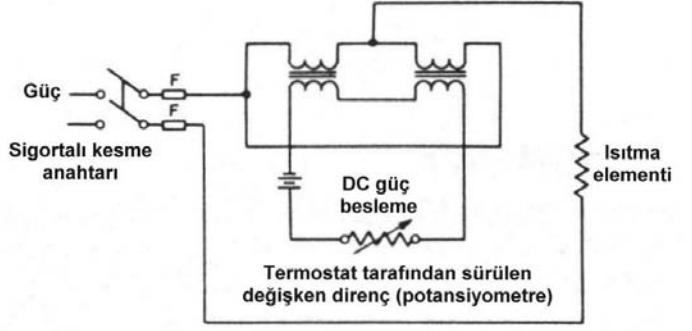 Güç
F
F
Sigortalı kesme
anahtarı
DC güç
besleme
Isıtma
elementi
Termostat tarafından sürülen
değişken direnç (potansiyometre)